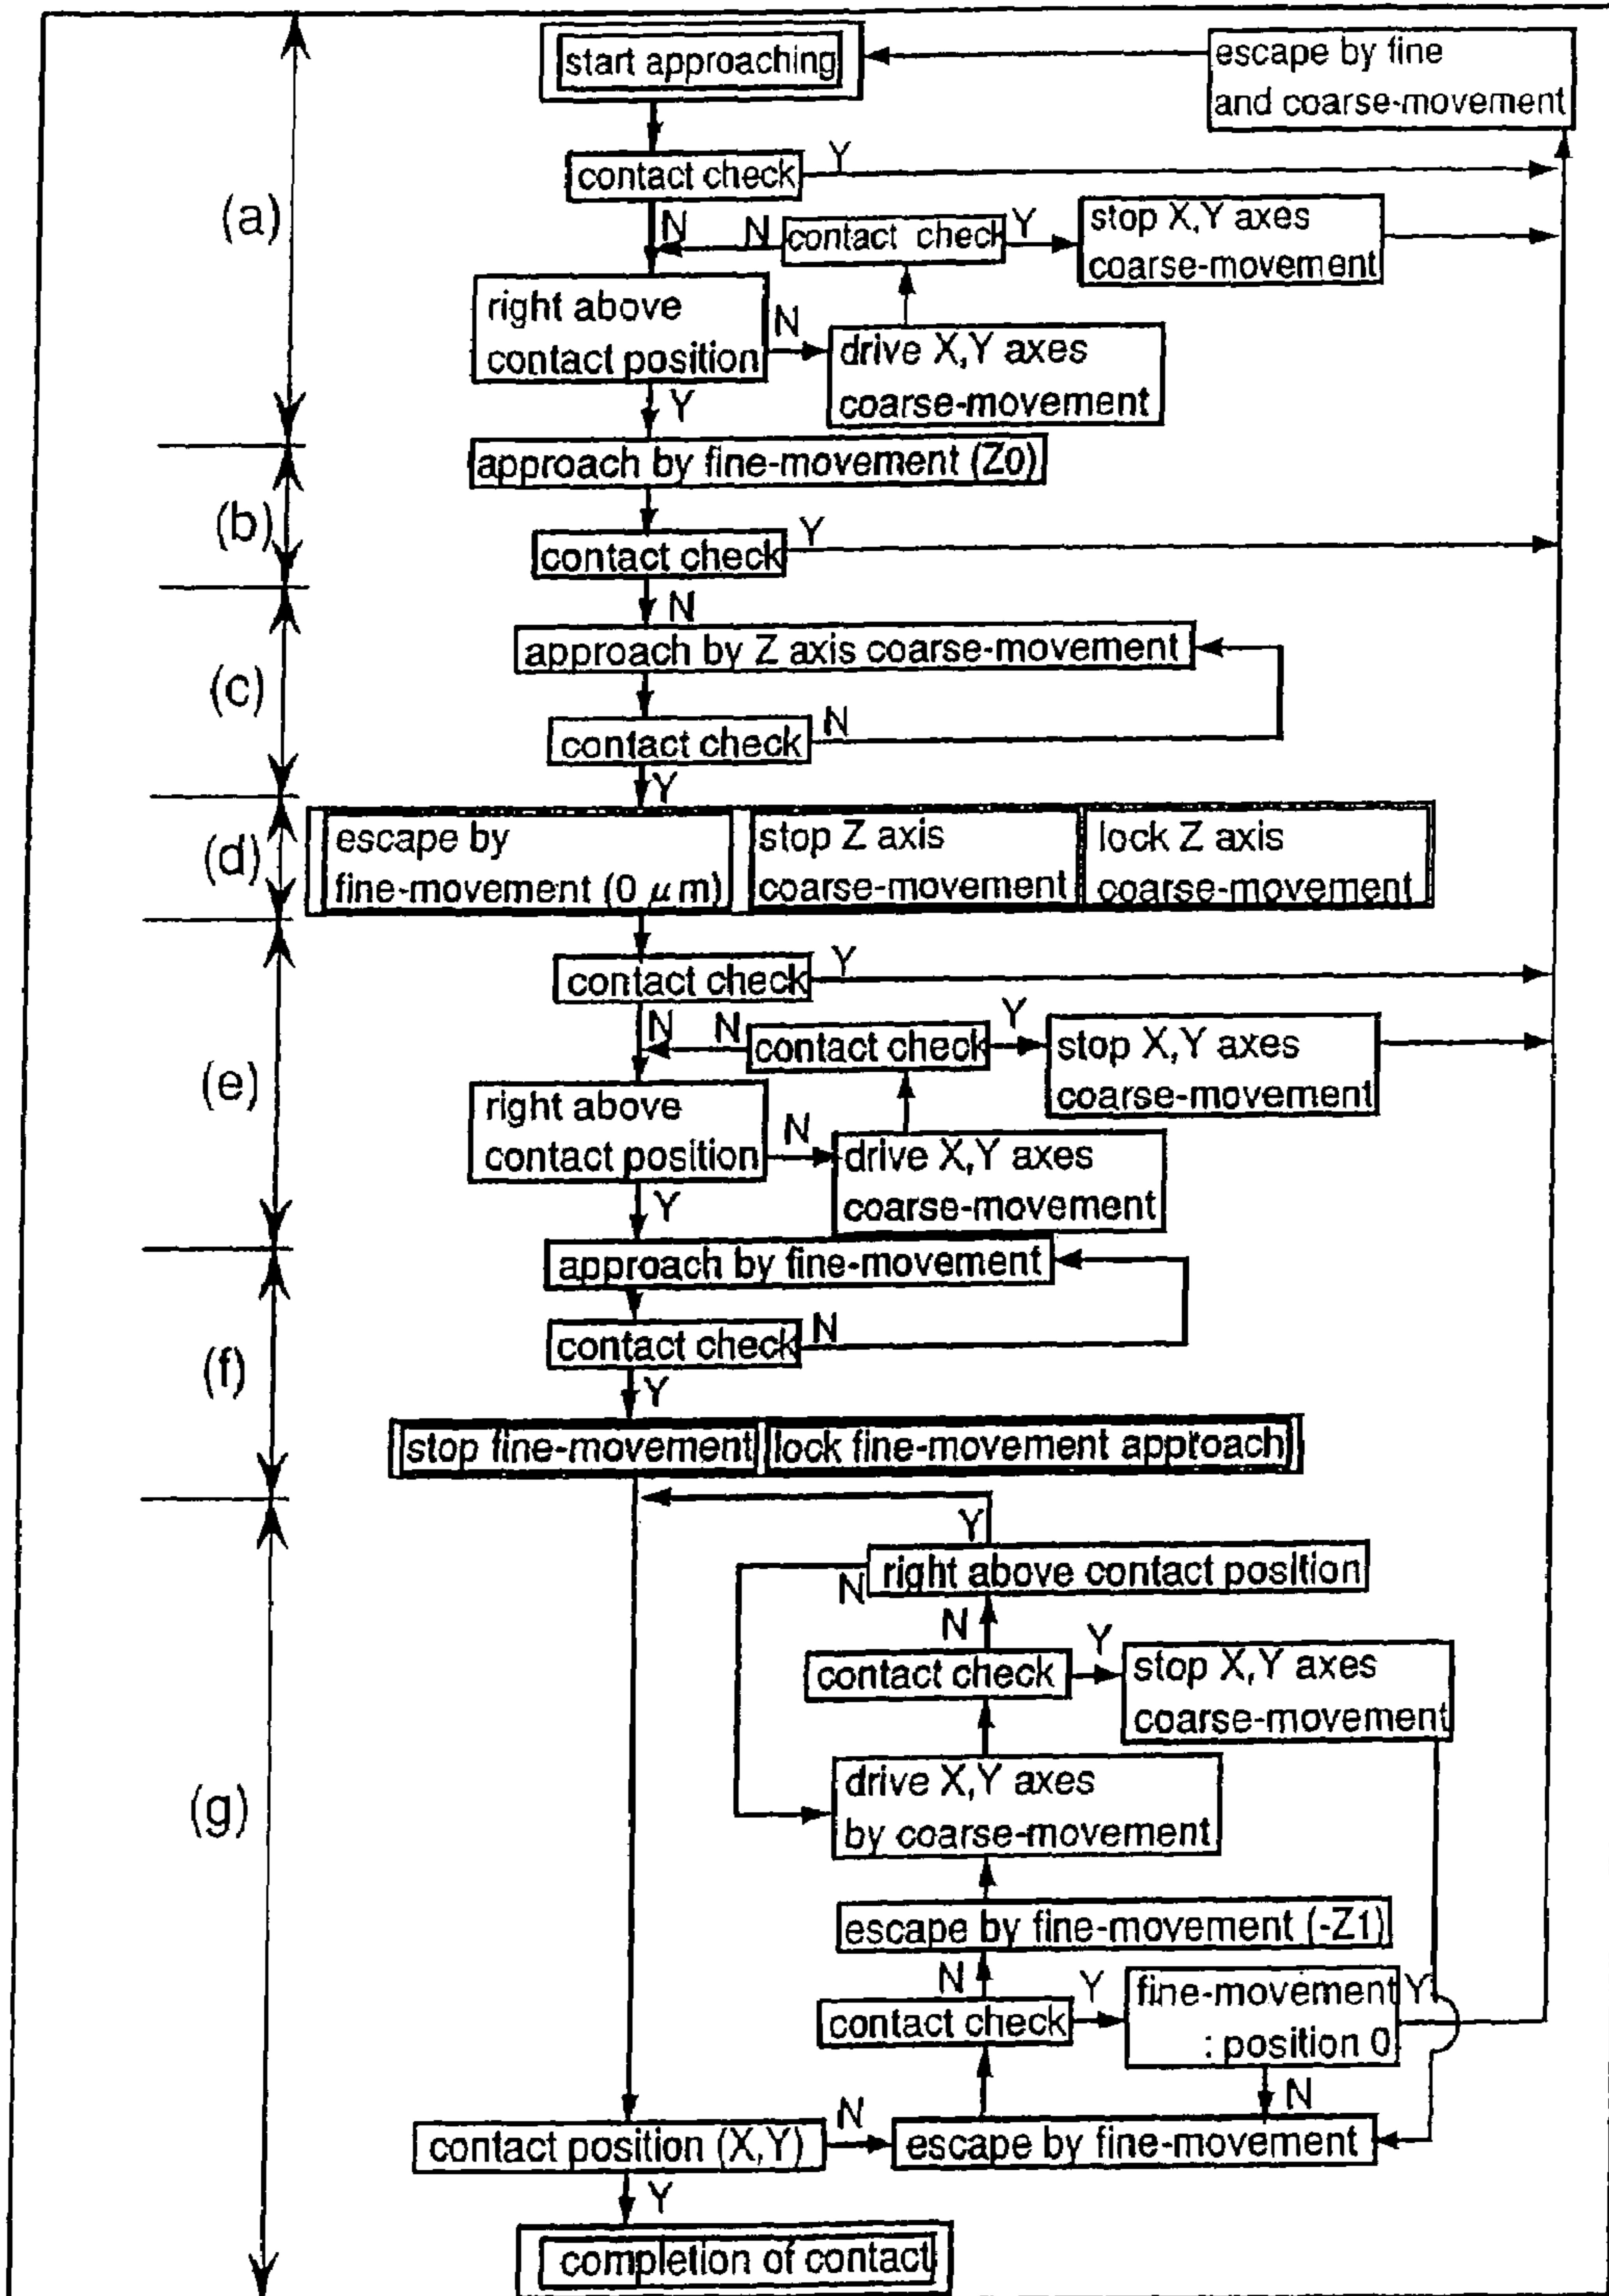 start approaching
escape by fine
and coarse-movement
contact check
Y
(a)
N
N
contact check
Y
stop X,Y axes
coarse-movement
right above
contact position
N
drive X,Y axes
coarse-movement
Y
approach by fine-movement (Z0)
(b)
contact check
Y
N
approach by Z axis coarse-movement
(c)
contact check
N
Y
(d)
escape by
fine-movement (0 μm)
stop Z axis
coarse-movement
lock Z axis
coarse-movement
contact check
Y
N
N
contact check
Y
stop X,Y axes
coarse-movement
(e)
right above
contact position
N
drive X,Y axes
coarse-movement
Y
approach by fine-movement
contact check
N
(f)
Y
stop fine-movement
lock fine-movement approach
Y
right above contact position
N
N
contact check
Y
stop X,Y axes
coarse-movement
(g)
drive X,Y axes
by coarse-movement
escape by fine-movement (-Z1)
N
contact check
Y
fine-movement
: position 0
Y
N
contact position (X,Y)
N
escape by fine-movement
Y
completion of contact